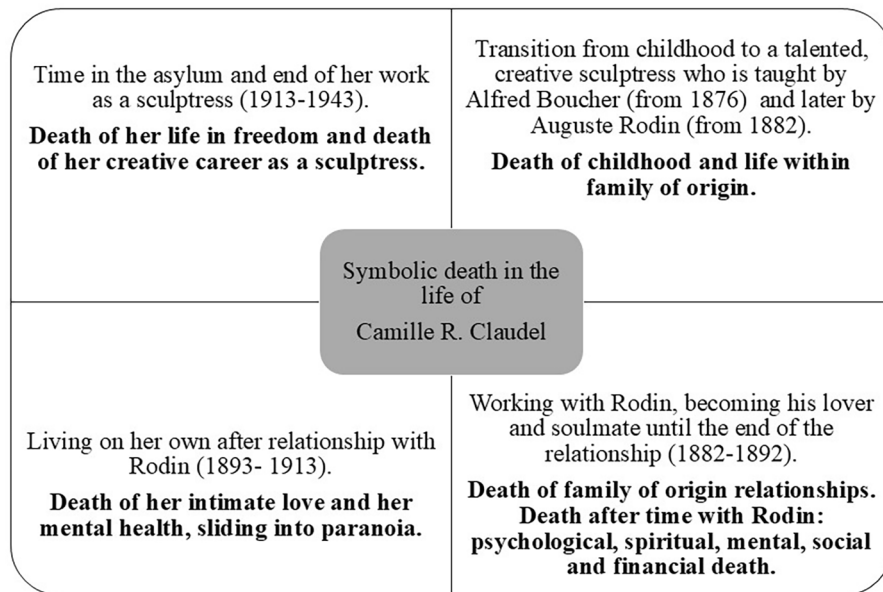 Time in the asylum and end of her work
as a sculptress (1913-1943).
Death of her life in freedom and death
of her creative career as a sculptress.
Transition from childhood to a talented,
creative sculptress who is taught by
Alfred Boucher (from 1876) and later by
Auguste Rodin (from 1882).
Death of childhood and life within
family of origin.
Symbolic death in the
life of
Camille R. Claudel
Living on her own after relationship with
Rodin (1893- 1913).
Death of her intimate love and her
mental health, sliding into paranoia.
Working with Rodin, becoming his lover
and soulmate until the end of the
relationship (1882-1892).
Death of family of origin relationships.
Death after time with Rodin:
psychological, spiritual, mental, social
and financial death.